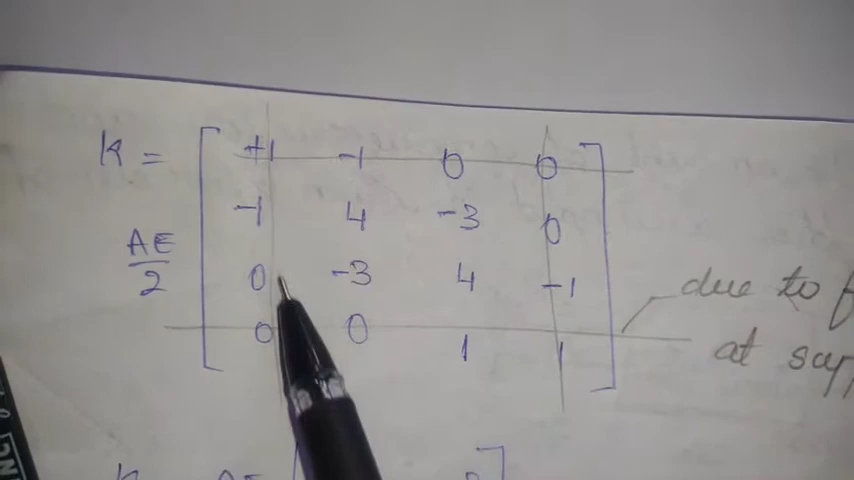 K = +1 -1 0 0
-1 4 -3 0
AE/2 0 -3 4 -1 due to
0 0 1 1 at